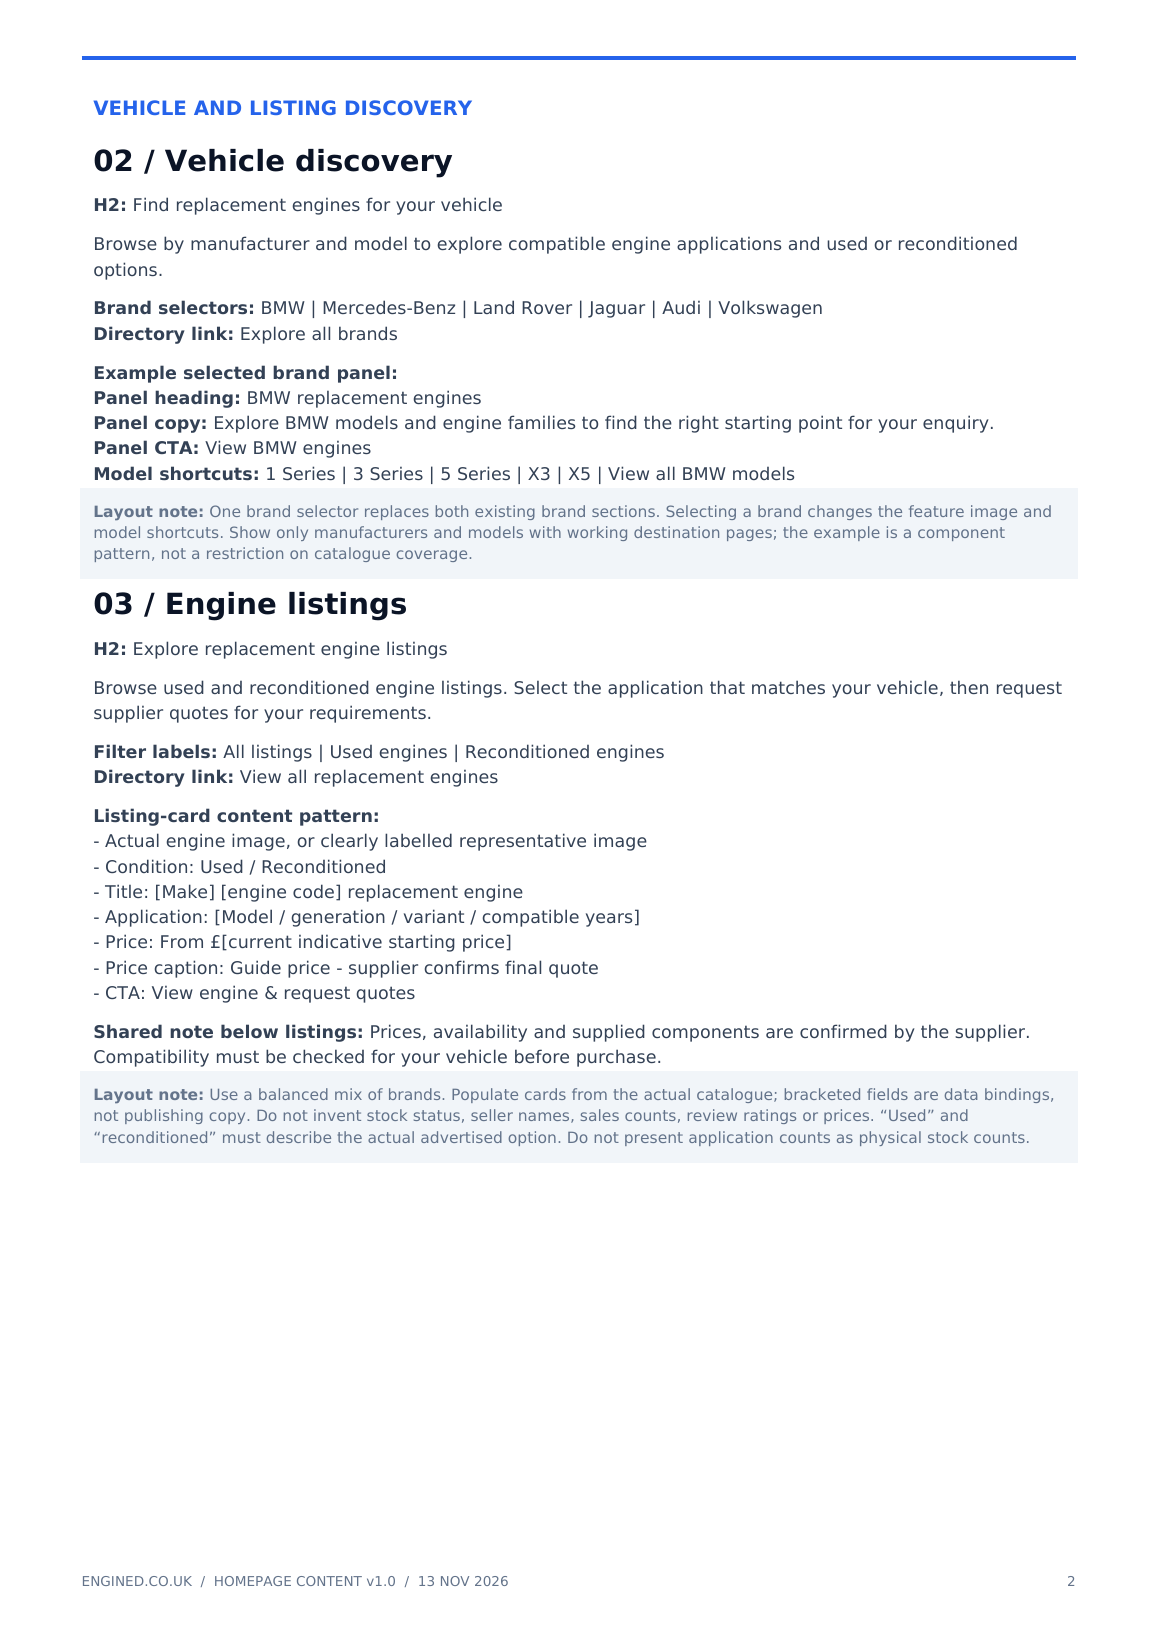 VEHICLE AND LISTING DISCOVERY
02 / Vehicle discovery
H2: Find replacement engines for your vehicle
Browse by manufacturer and model to explore compatible engine applications and used or reconditioned
options.
Brand selectors: BMW | Mercedes-Benz | Land Rover | Jaguar | Audi | Volkswagen
Directory link: Explore all brands
Example selected brand panel:
Panel heading: BMW replacement engines
Panel copy: Explore BMW models and engine families to find the right starting point for your enquiry.
Panel CTA: View BMW engines
Model shortcuts: 1 Series | 3 Series | 5 Series | X3 | X5 | View all BMW models
Layout note: One brand selector replaces both existing brand sections. Selecting a brand changes the feature image and
model shortcuts. Show only manufacturers and models with working destination pages; the example is a component
pattern, not a restriction on catalogue coverage.
03 / Engine listings
H2: Explore replacement engine listings
Browse used and reconditioned engine listings. Select the application that matches your vehicle, then request
supplier quotes for your requirements.
Filter labels: All listings | Used engines | Reconditioned engines
Directory link: View all replacement engines
Listing-card content pattern:
- Actual engine image, or clearly labelled representative image
- Condition: Used / Reconditioned
- Title: [Make] [engine code] replacement engine
- Application: [Model / generation / variant / compatible years]
- Price: From £[current indicative starting price]
- Price caption: Guide price - supplier confirms final quote
- CTA: View engine & request quotes
Shared note below listings: Prices, availability and supplied components are confirmed by the supplier.
Compatibility must be checked for your vehicle before purchase.
Layout note: Use a balanced mix of brands. Populate cards from the actual catalogue; bracketed fields are data bindings,
not publishing copy. Do not invent stock status, seller names, sales counts, review ratings or prices. “Used” and
“reconditioned” must describe the actual advertised option. Do not present application counts as physical stock counts.
ENGINED.CO.UK / HOMEPAGE CONTENT v1.0 / 13 NOV 2026
2